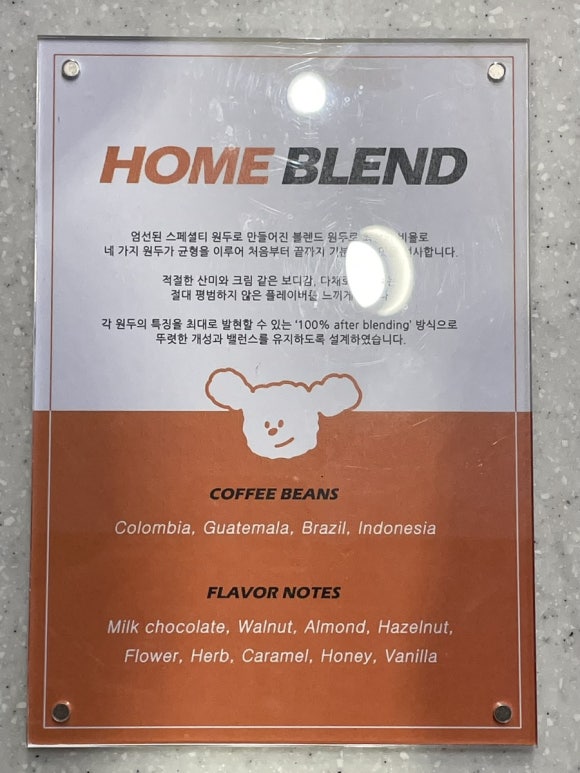 HOME BLEND
엄선된 스페셜티 원두로 만들어진 블렌드 원두로 비율로
네 가지 원두가 균형을 이루어 처음부터 끝까지
적절한 산미와 크림 같은 보디감,
절대 평범하지 않은 플레이버를
각 원두의 특징을 최대로 발현할 수 있는 '100% after blending' 방식으로
뚜렷한 개성과 밸런스를 유지하도록 설계하였습니다.
COFFEE BEANS
Colombia, Guatemala, Brazil, Indonesia
FLAVOR NOTES
Milk chocolate, Walnut, Almond, Hazelnut,
Flower, Herb, Caramel, Honey, Vanilla